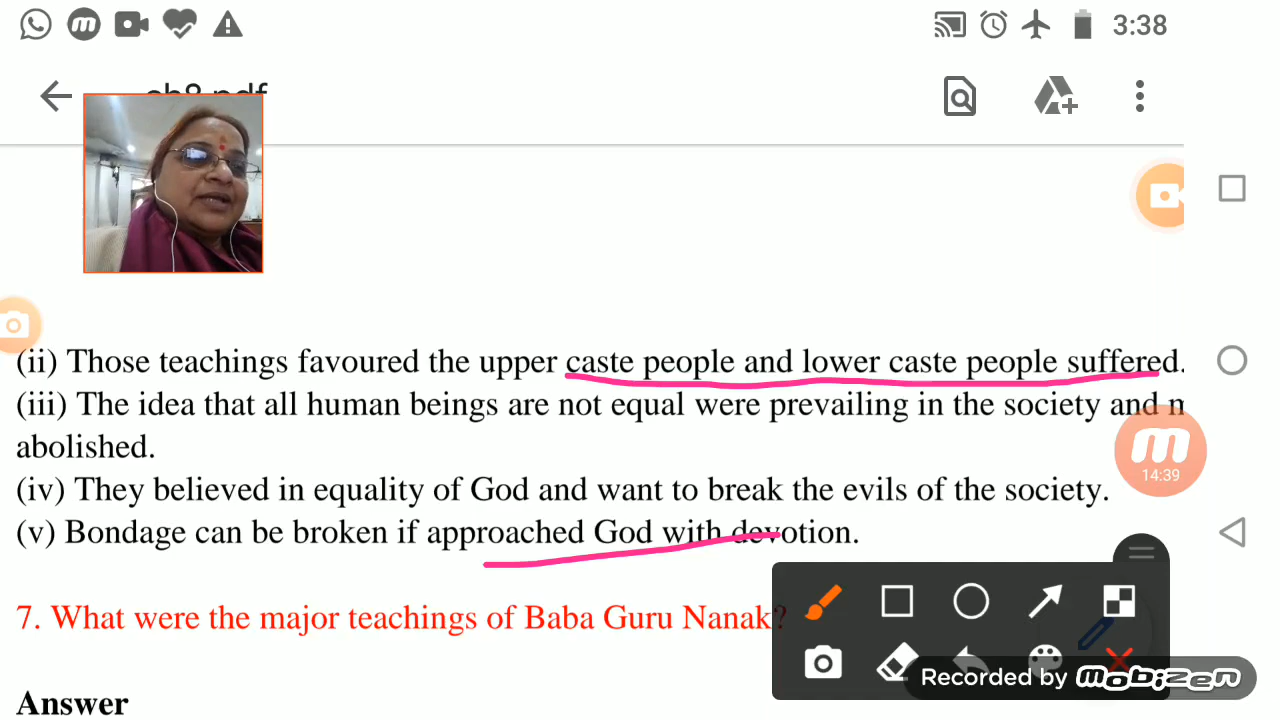 3:38
ch8.pdf
(ii) Those teachings favoured the upper caste people and lower caste people suffered.
(iii) The idea that all human beings are not equal were prevailing in the society and
abolished.
(iv) They believed in equality of God and want to break the evils of the society.
(v) Bondage can be broken if approached God with devotion.
14:39
7. What were the major teachings of Baba Guru Nanak?
Recorded by mobizen
Answer